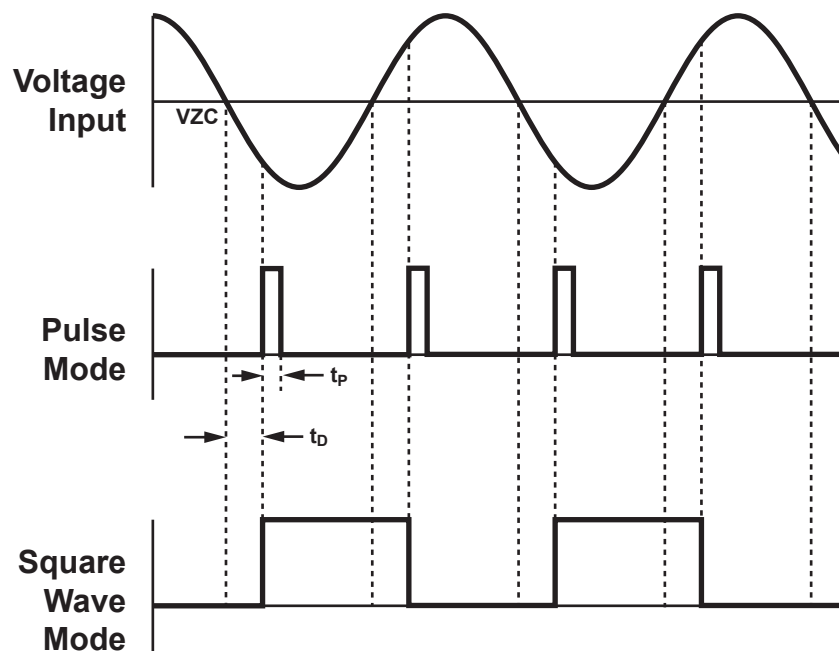 Voltage
Input
VZC
Pulse
Mode
tP
tD
Square
Wave
Mode